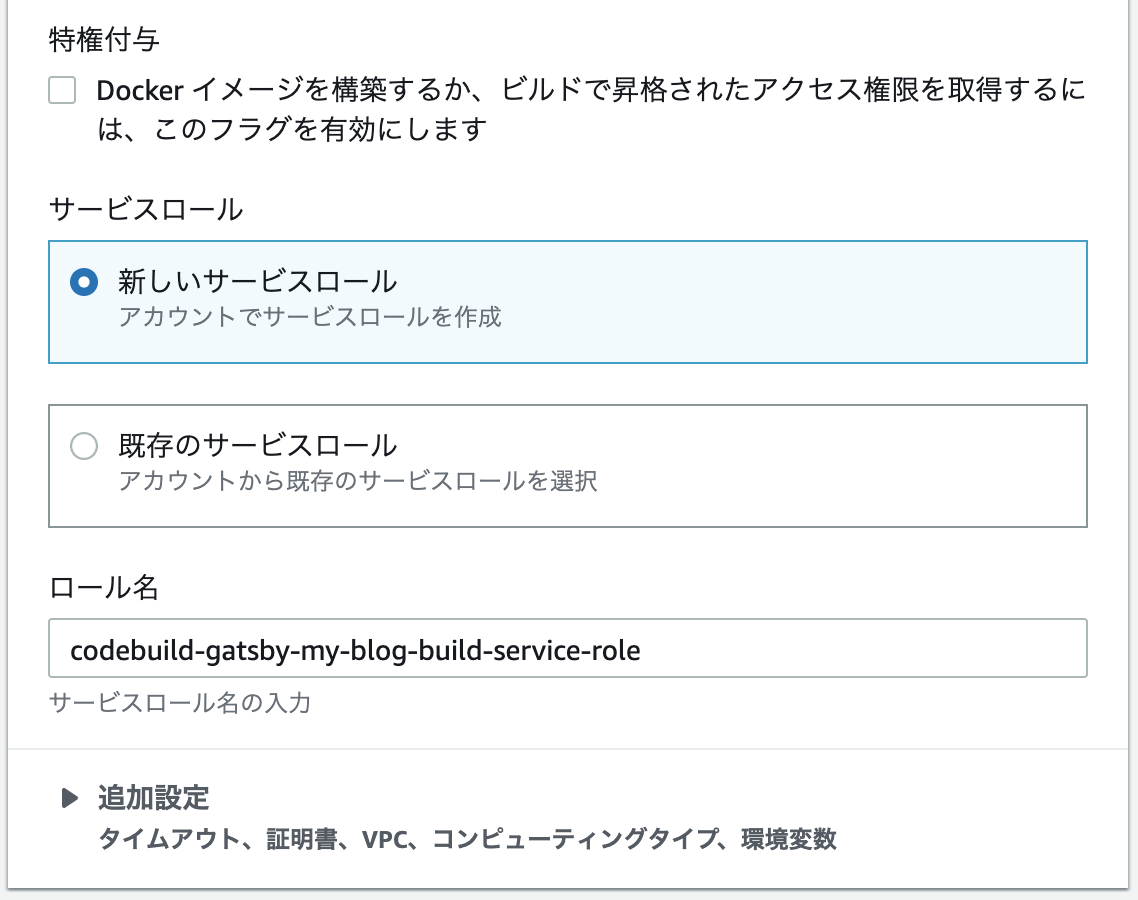 特権付与
Docker イメージを構築するか、ビルドで昇格されたアクセス権限を取得するに
は、このフラグを有効にします
サービスロール
新しいサービスロール
アカウントでサービスロールを作成
既存のサービスロール
アカウントから既存のサービスロールを選択
ロール名
codebuild-gatsby-my-blog-build-service-role
サービスロール名の入力
追加設定
タイムアウト、証明書、VPC、コンピューティングタイプ、環境変数